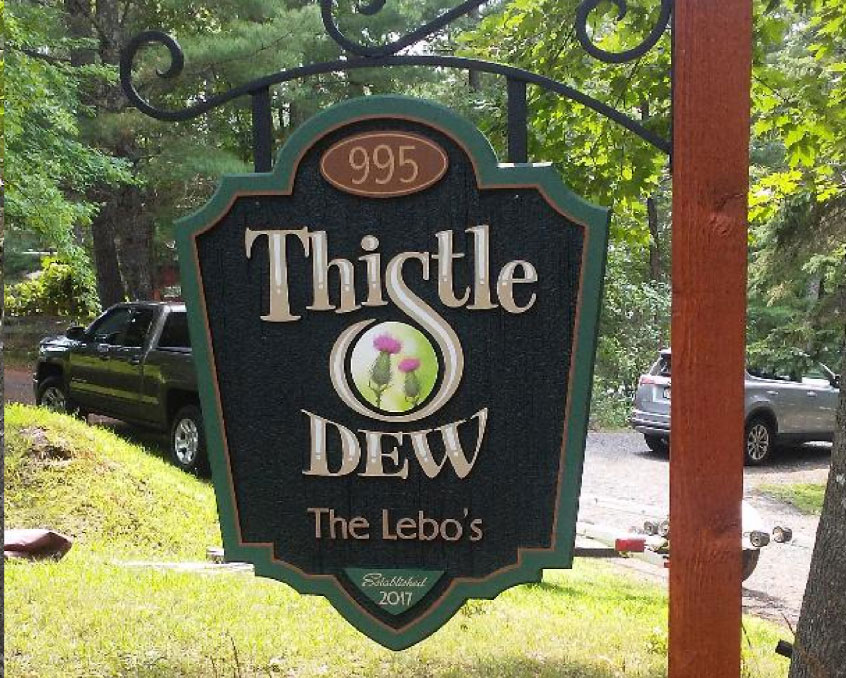 995
Thistle
DEW
The Lebo's
Established
2017